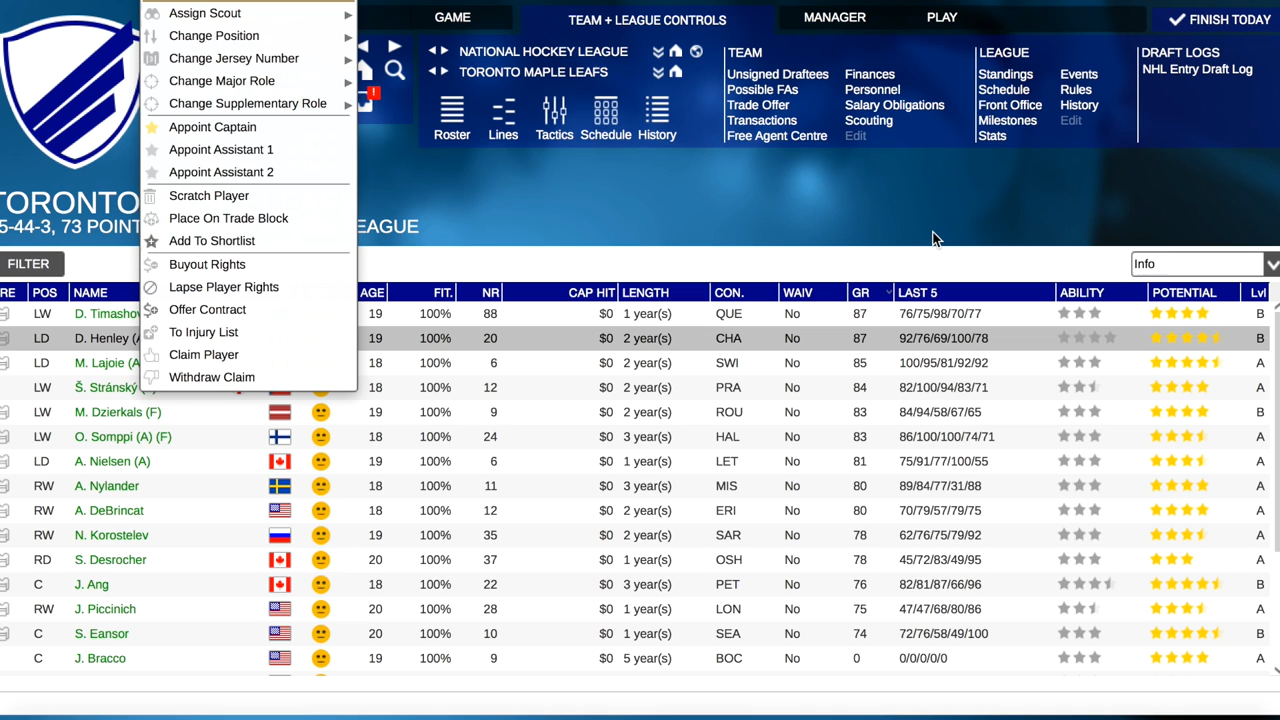 GAME TEAM + LEAGUE CONTROLS MANAGER PLAY FINISH TODAY
Assign Scout
Change Position
Change Jersey Number
Change Major Role
Change Supplementary Role
Appoint Captain
Appoint Assistant 1
Appoint Assistant 2
Scratch Player
Place On Trade Block
Add To Shortlist
Buyout Rights
Lapse Player Rights
Offer Contract
To Injury List
Claim Player
Withdraw Claim
!
NATIONAL HOCKEY LEAGUE
TORONTO MAPLE LEAFS
Roster Lines Tactics Schedule History
TEAM
Unsigned Draftees Finances
Possible FAs Personnel
Trade Offer Salary Obligations
Transactions Scouting
Free Agent Centre Edit
LEAGUE
Standings Events
Schedule Rules
Front Office History
Milestones Edit
Stats
DRAFT LOGS
NHL Entry Draft Log
TORONTO
5-44-3, 73 POINT EAGUE
FILTER Info
RE POS NAME AGE FIT. NR CAP HIT LENGTH CON. WAIV GR LAST 5 ABILITY POTENTIAL Lvl
LW D. Timashov 19 100% 88 $0 1 year(s) QUE No 87 76/75/98/70/77 B
LD D. Henley (A 19 100% 20 $0 2 year(s) CHA No 87 92/76/69/100/78 B
LD M. Lajoie (A 18 100% 6 $0 2 year(s) SWI No 85 100/95/81/92/92 A
LW Š. Stránský 18 100% 12 $0 2 year(s) PRA No 84 82/100/94/83/71 A
LW M. Dzierkals (F) 19 100% 9 $0 2 year(s) ROU No 83 84/94/58/67/65 B
LW O. Somppi (A) (F) 18 100% 24 $0 3 year(s) HAL No 83 86/100/100/74/71 A
LD A. Nielsen (A) 19 100% 6 $0 1 year(s) LET No 81 75/91/77/100/55 A
RW A. Nylander 18 100% 11 $0 3 year(s) MIS No 80 89/84/77/31/88 A
RW A. DeBrincat 18 100% 12 $0 2 year(s) ERI No 80 70/79/57/79/75 A
RW N. Korostelev 19 100% 35 $0 2 year(s) SAR No 78 62/76/75/79/92 A
RD S. Desrocher 20 100% 37 $0 1 year(s) OSH No 78 45/72/83/49/95 A
C J. Ang 18 100% 22 $0 3 year(s) PET No 76 82/81/87/66/96 B
RW J. Piccinich 20 100% 28 $0 1 year(s) LON No 75 47/47/68/80/86 A
C S. Eansor 20 100% 10 $0 1 year(s) SEA No 74 72/76/58/49/100 B
C J. Bracco 19 100% 9 $0 5 year(s) BOC No 0 0/0/0/0/0 A